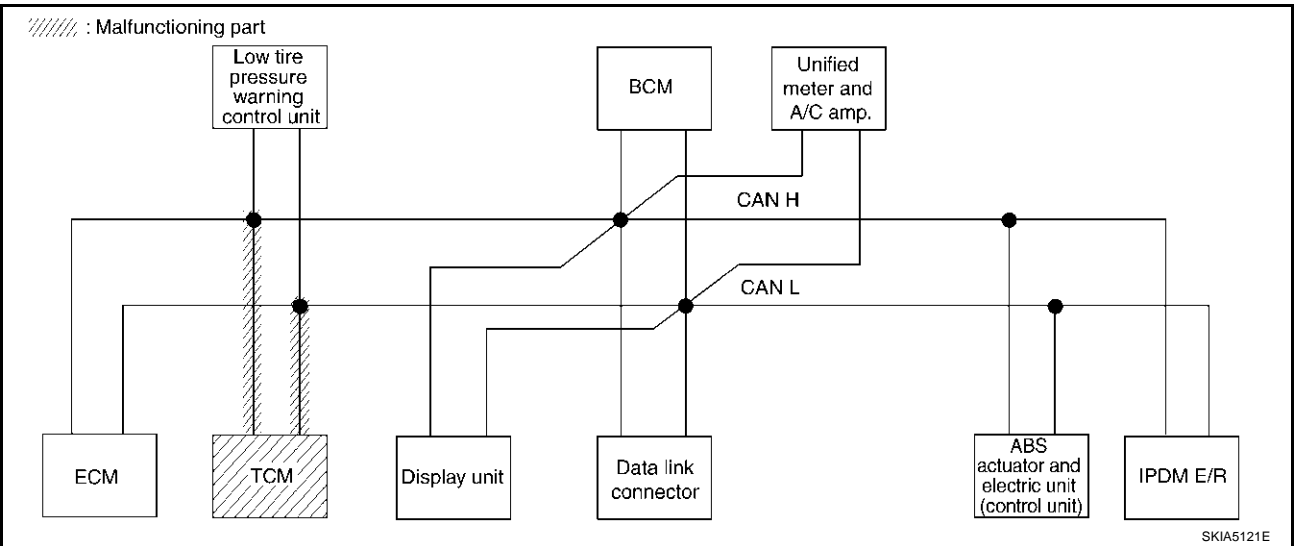 : Malfunctioning part
Low tire
pressure
warning
control unit
BCM
Unified
meter and
A/C amp.
CAN H
CAN L
ECM
TCM
Display unit
Data link
connector
ABS
actuator and
electric unit
(control unit)
IPDM E/R
SKIA5121E